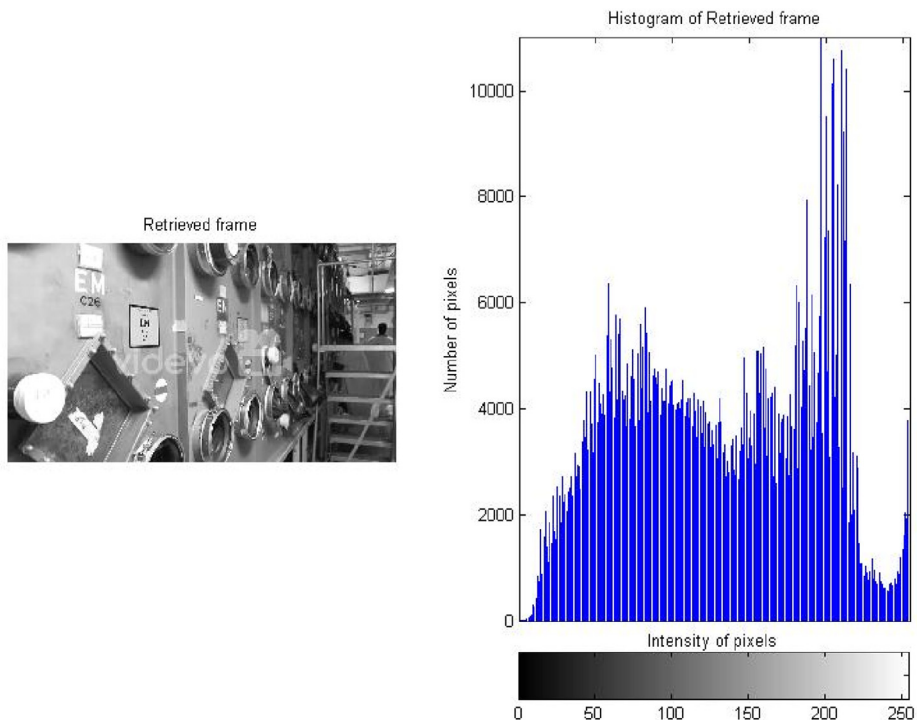 Histogram of Retrieved frame
10000
8000
6000
4000
2000
0
Number of pixels
Intensity of pixels
0 50 100 150 200 250
Retrieved frame
EM
C26
EM